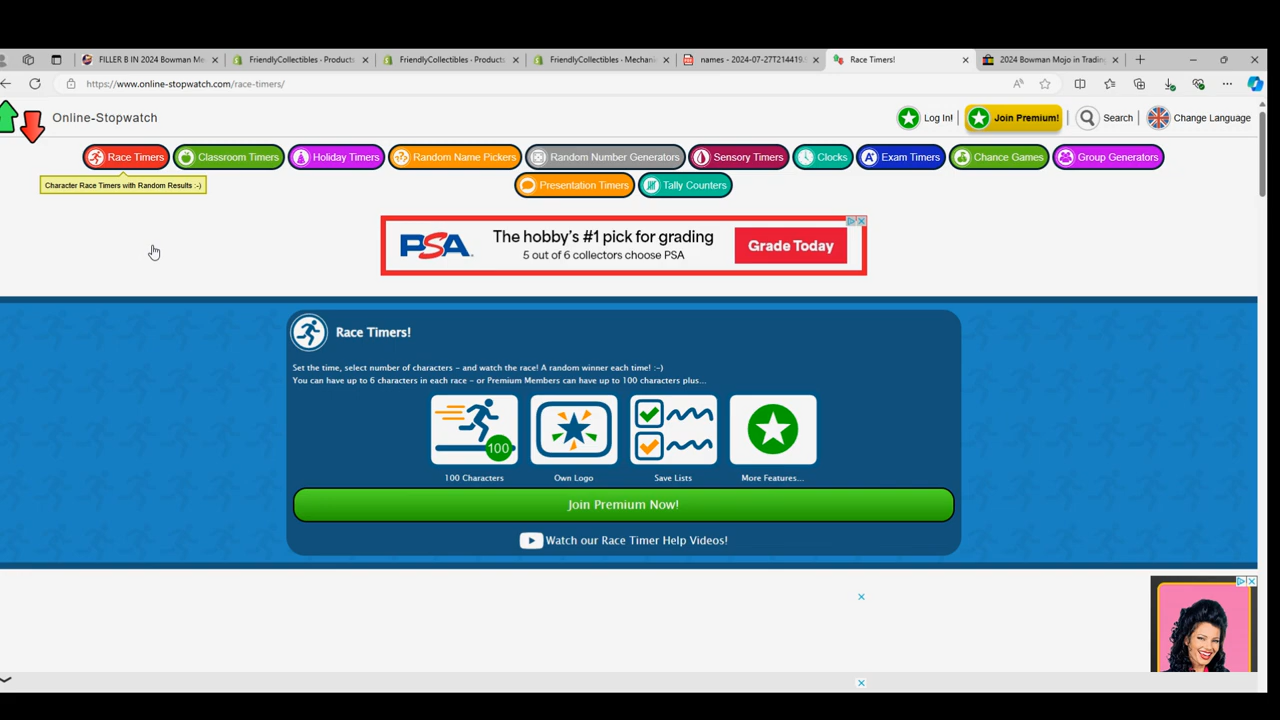 FILLER B IN 2024 Bowman Me
FriendlyCollectibles - Products
FriendlyCollectibles - Products
FriendlyCollectibles - Mechani
names - 2024-07-27T214419.
Race Timers!
2024 Bowman Mojo in Trading
https://www.online-stopwatch.com/race-timers/
Online-Stopwatch
Log In! |
Join Premium!
| Search |
Change Language
Race Timers
Classroom Timers
Holiday Timers
Random Name Pickers
Random Number Generators
Sensory Timers
Clocks
Exam Timers
Chance Games
Group Generators
Character Race Timers with Random Results :-)
Presentation Timers
Tally Counters
PSA
The hobby's #1 pick for grading
5 out of 6 collectors choose PSA
Grade Today
Race Timers!
Set the time, select number of characters - and watch the race! A random winner each time! :-)
You can have up to 6 characters in each race - or Premium Members can have up to 100 characters plus...
100
100 Characters
Own Logo
Save Lists
More Features...
Join Premium Now!
Watch our Race Timer Help Videos!